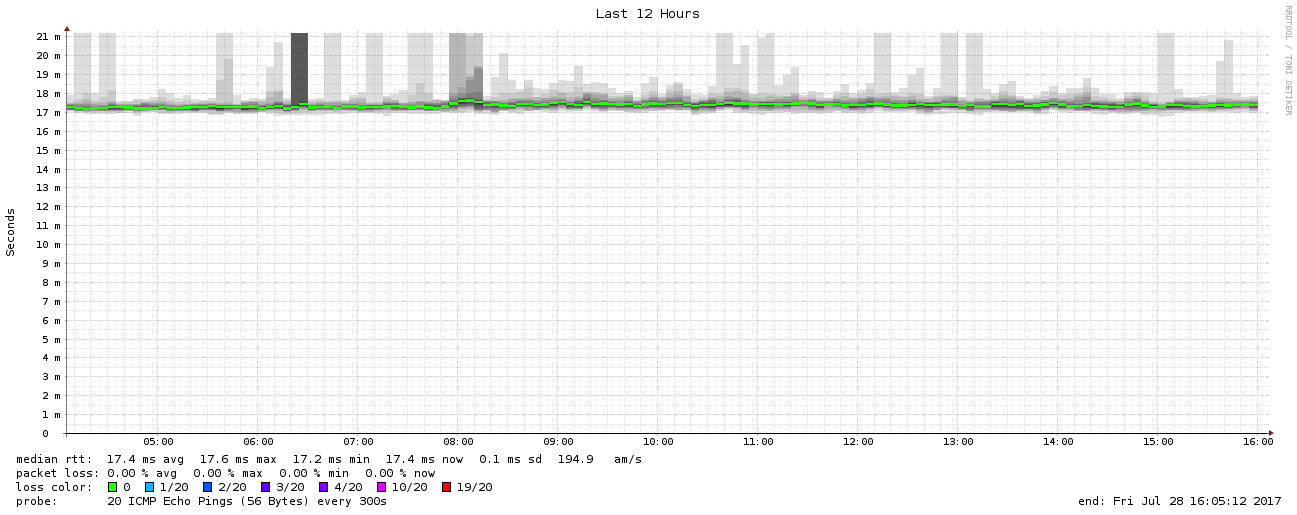 Last 12 Hours
RRDTOOL / TOBI OETIKER
21 m
20 m
19 m
18 m
17 m
16 m
15 m
14 m
13 m
12 m
11 m
10 m
9 m
8 m
7 m
6 m
5 m
4 m
3 m
2 m
1 m
0
Seconds
05:00 06:00 07:00 08:00 09:00 10:00 11:00 12:00 13:00 14:00 15:00 16:00
median rtt: 17.4 ms avg 17.6 ms max 17.2 ms min 17.4 ms now 0.1 ms sd 194.9 am/s
packet loss: 0.00 % avg 0.00 % max 0.00 % min 0.00 % now
loss color: 0 1/20 2/20 3/20 4/20 10/20 19/20
probe: 20 ICMP Echo Pings (56 Bytes) every 300s end: Fri Jul 28 16:05:12 2017